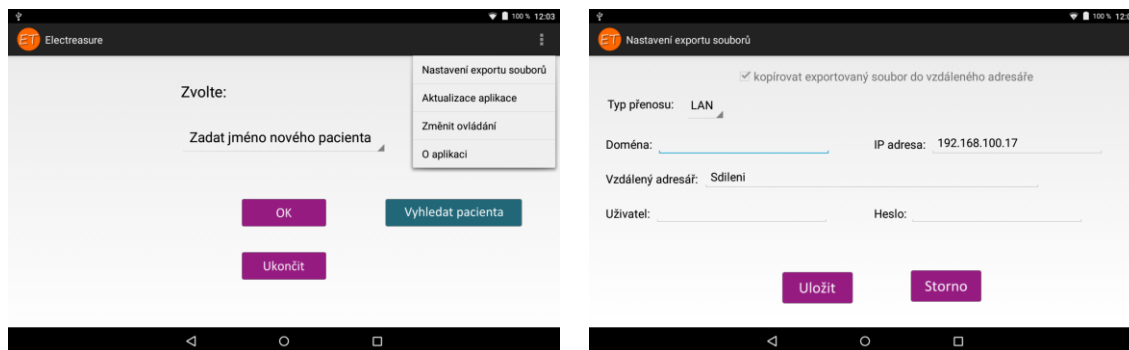 100 % 12:03
ET Electreasure
Nastavení exportu souborů
Aktualizace aplikace
Změnit ovládání
O aplikaci
Zvolte:
Zadat jméno nového pacienta
OK
Vyhledat pacienta
Ukončit
100 % 12:0
ET Nastavení exportu souborů
kopírovat exportovaný soubor do vzdáleného adresáře
Typ přenosu: LAN
Doména: IP adresa: 192.168.100.17
Vzdálený adresář: Sdileni
Uživatel: Heslo:
Uložit Storno